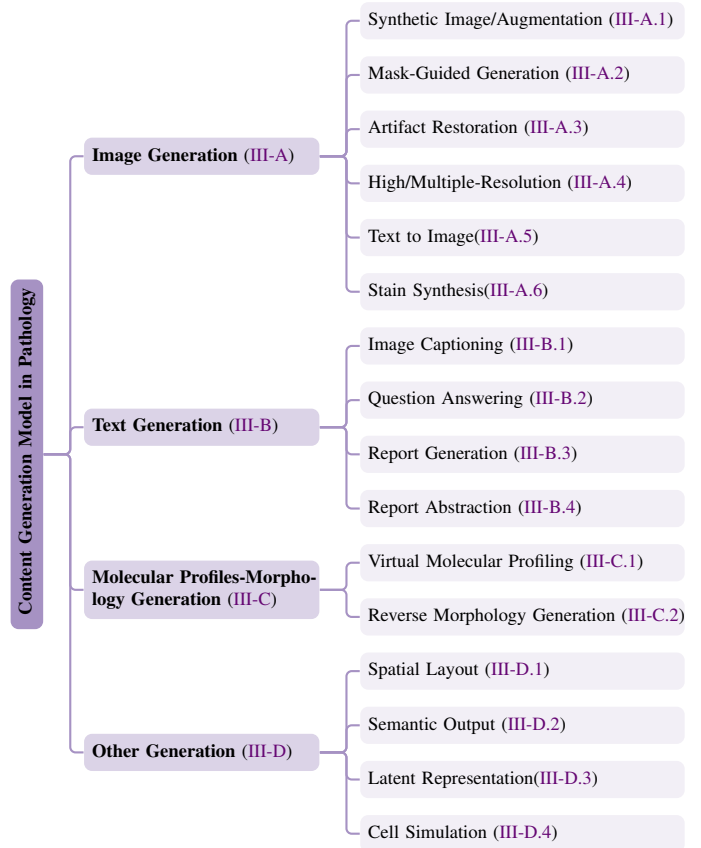 Content Generation Model in Pathology
Image Generation (III-A)
Synthetic Image/Augmentation (III-A.1)
Mask-Guided Generation (III-A.2)
Artifact Restoration (III-A.3)
High/Multiple-Resolution (III-A.4)
Text to Image(III-A.5)
Stain Synthesis(III-A.6)
Text Generation (III-B)
Image Captioning (III-B.1)
Question Answering (III-B.2)
Report Generation (III-B.3)
Report Abstraction (III-B.4)
Molecular Profiles-Morpho-
logy Generation (III-C)
Virtual Molecular Profiling (III-C.1)
Reverse Morphology Generation (III-C.2)
Other Generation (III-D)
Spatial Layout (III-D.1)
Semantic Output (III-D.2)
Latent Representation(III-D.3)
Cell Simulation (III-D.4)